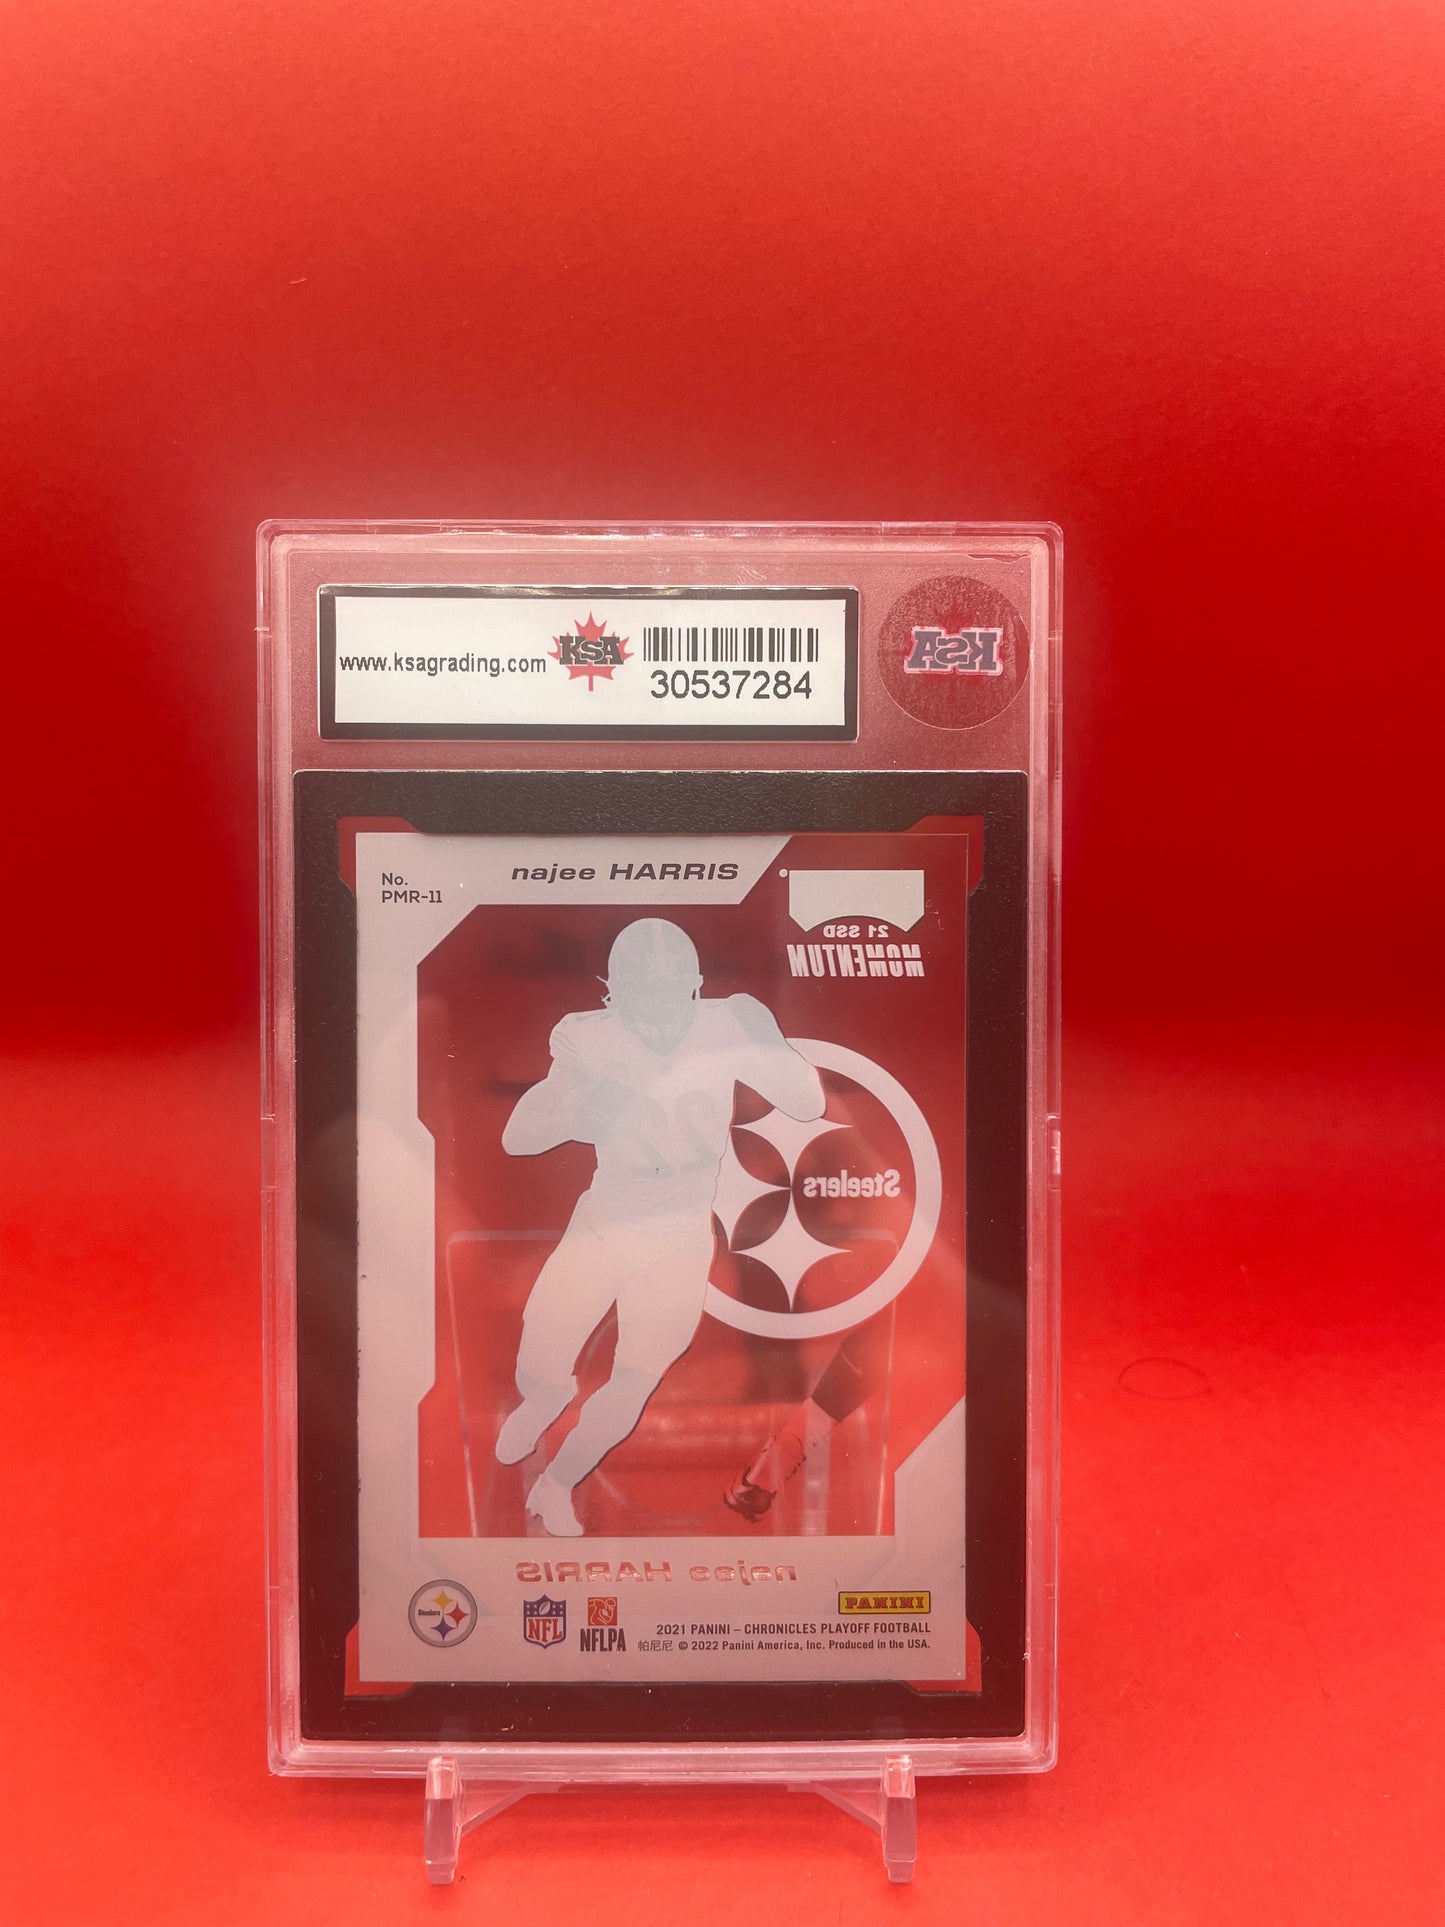 www.ksagrading.com
KSA
30537284
KSA
No.
PMR-11
najee HARRIS
21 SSD
MOMENTUM
22
Steelers
najee HARRIS
Steelers
NFL
NFLPA
PANINI
2021 PANINI – CHRONICLES PLAYOFF FOOTBALL
帕尼尼 © 2022 Panini America, Inc. Produced in the USA.